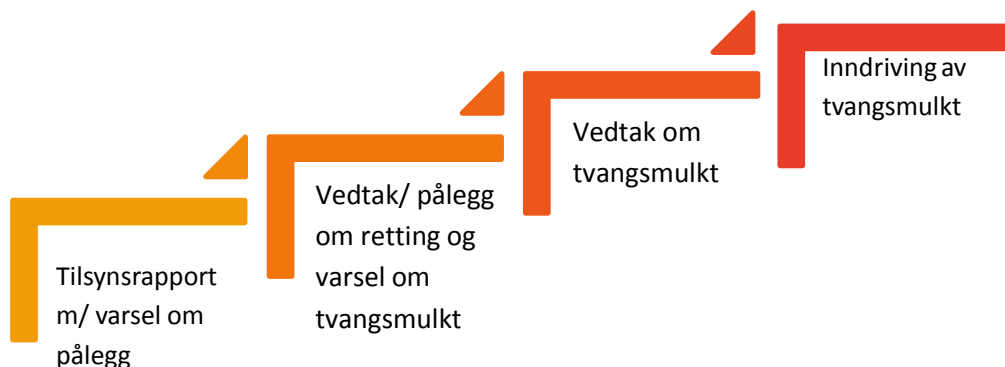 Tilsynsrapport
m/ varsel om
pålegg
Vedtak/ pålegg
om retting og
varsel om
tvangsmulkt
Vedtak om
tvangsmulkt
Inndriving av
tvangsmulkt